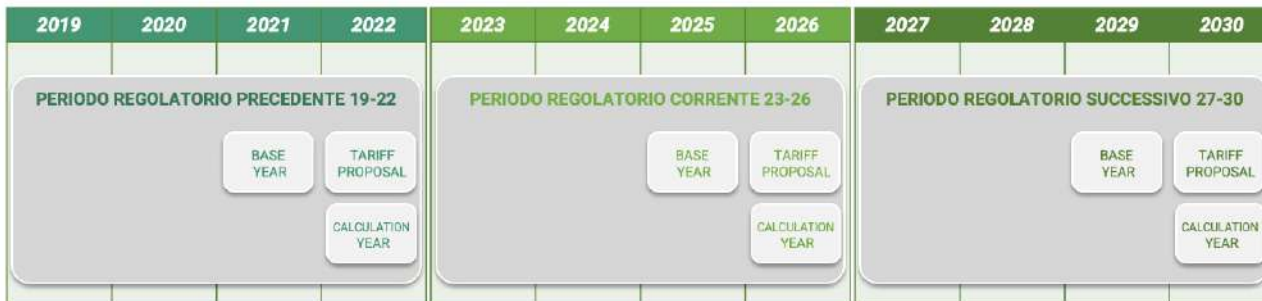 2019 2020 2021 2022 2023 2024 2025 2026 2027 2028 2029 2030
PERIODO REGOLATORIO PRECEDENTE 19-22
BASE
YEAR
TARIFF
PROPOSAL
CALCULATION
YEAR
PERIODO REGOLATORIO CORRENTE 23-26
BASE
YEAR
TARIFF
PROPOSAL
CALCULATION
YEAR
PERIODO REGOLATORIO SUCCESSIVO 27-30
BASE
YEAR
TARIFF
PROPOSAL
CALCULATION
YEAR